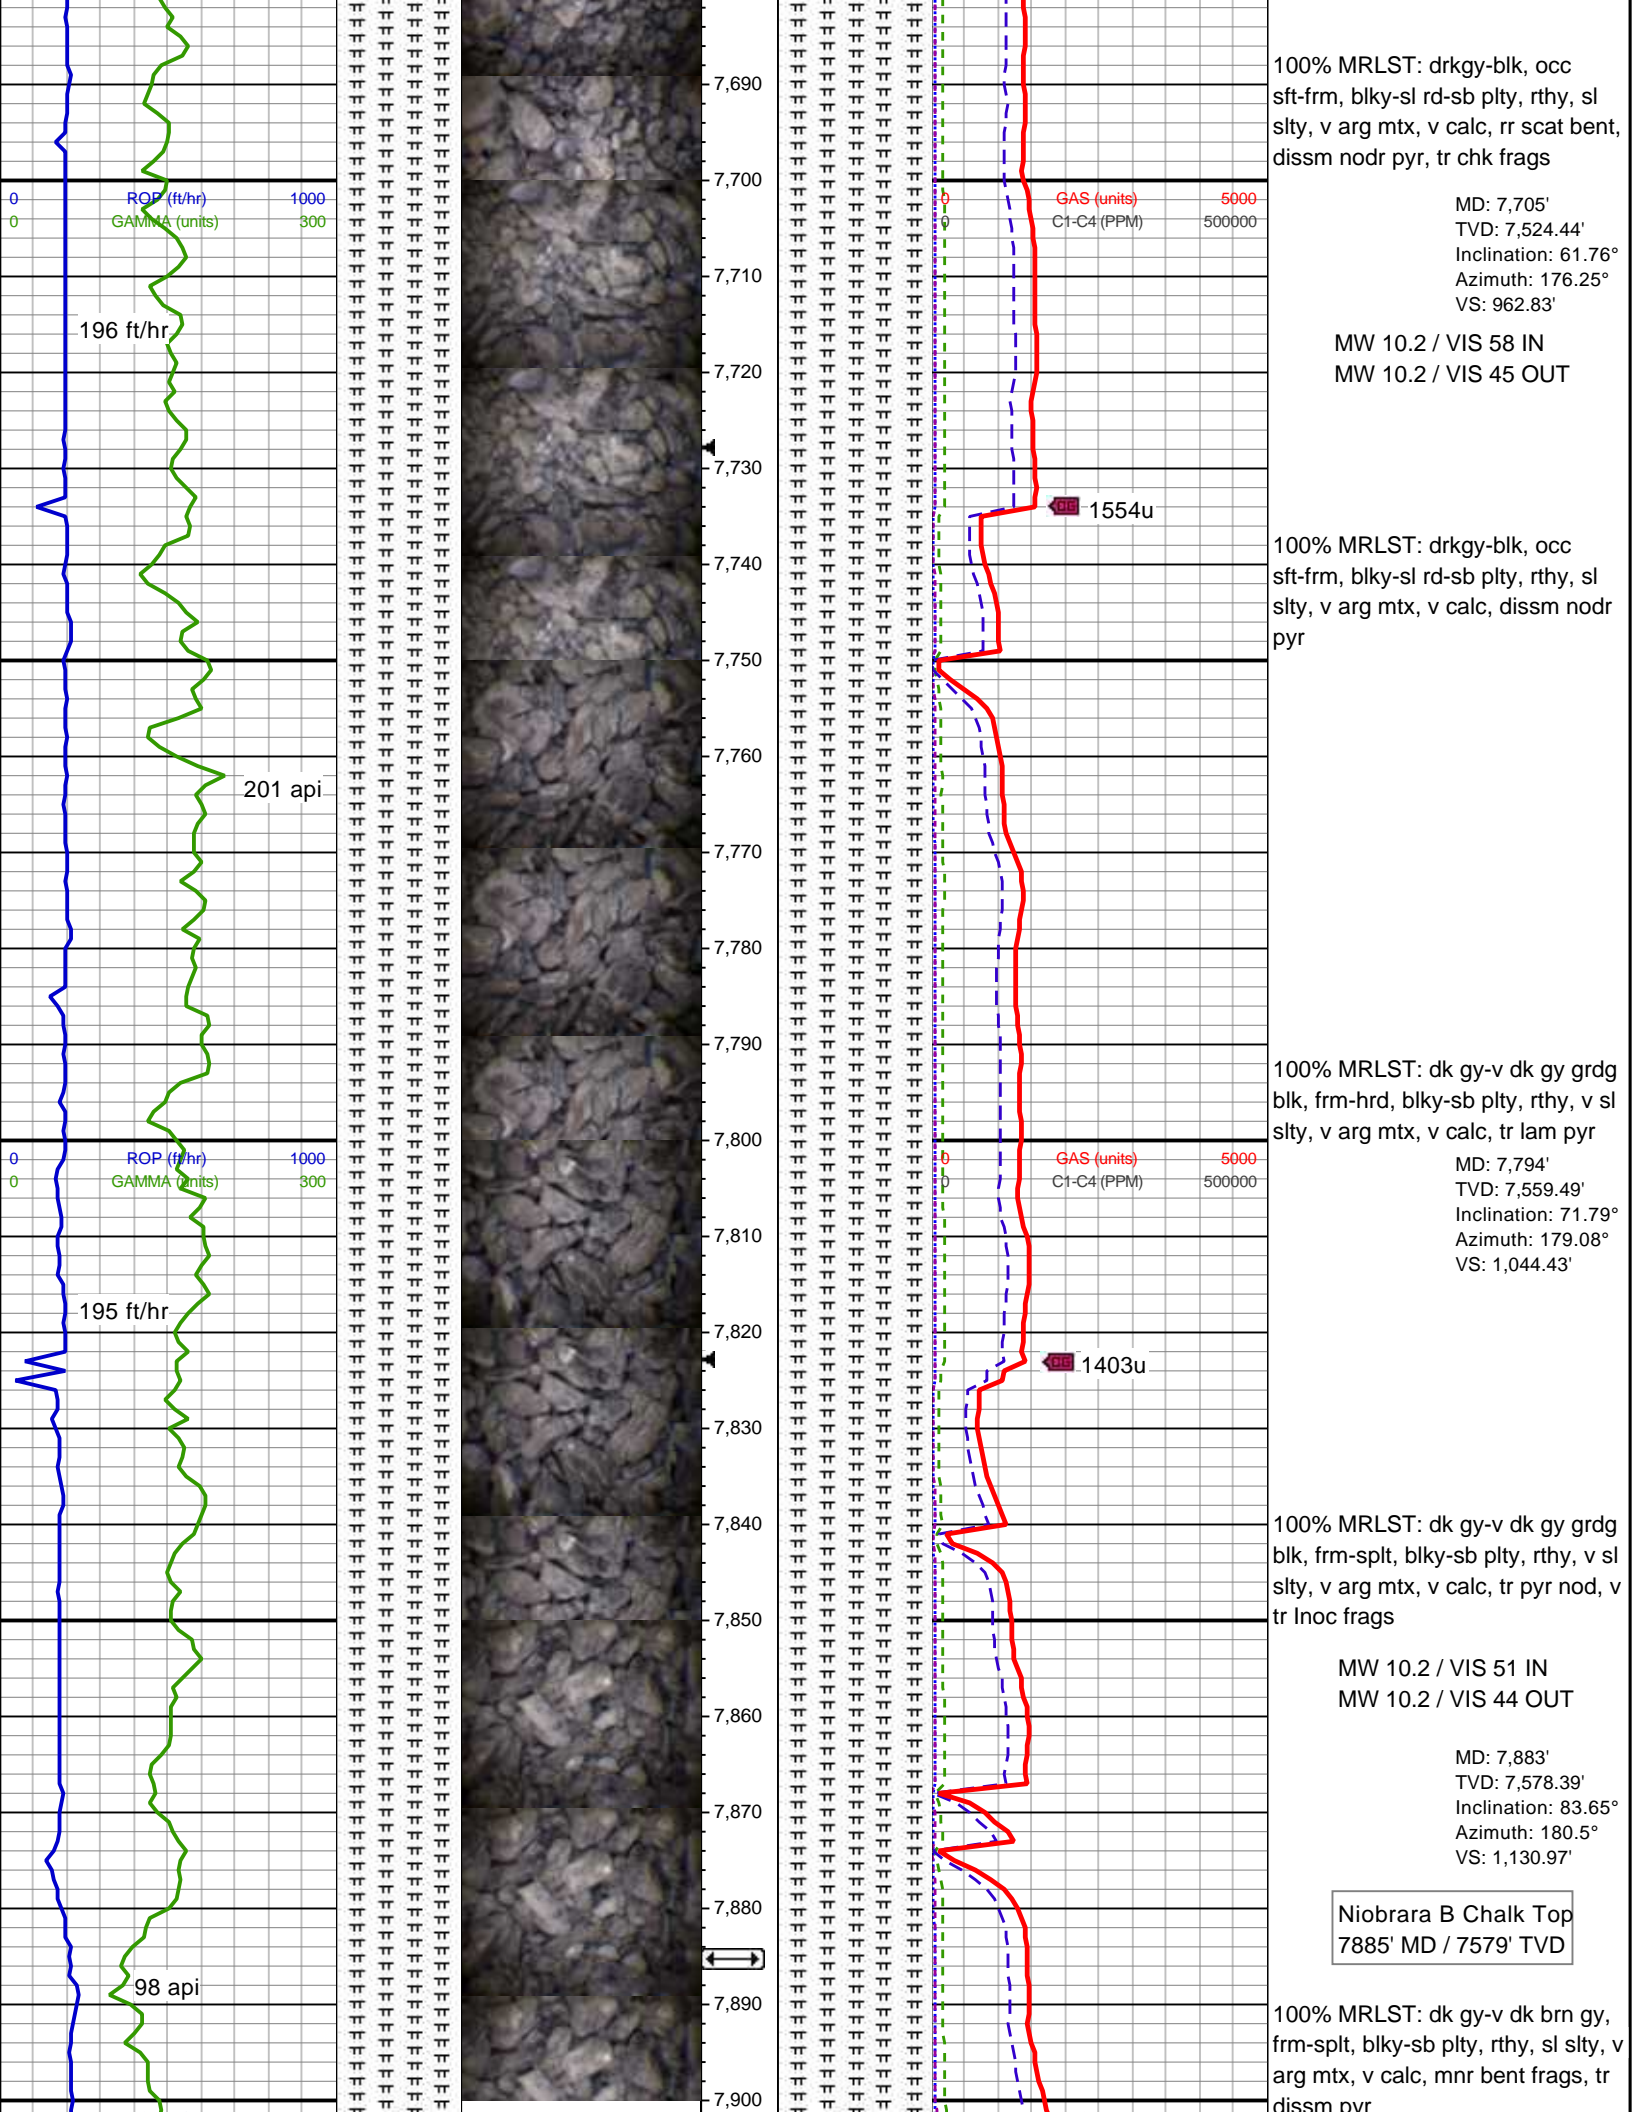 100% MRLST: drkgy-blk, occ
sft-frm, blky-sl rd-sb plty, rthy, sl
slty, v arg mtx, v calc, rr scat bent,
dissm nodr pyr, tr chk frags
7,690
7,700
0 ROP (ft/hr) 1000
0 GAMMA (units) 300
0 GAS (units) 5000
0 C1-C4 (PPM) 500000
MD: 7,705'
TVD: 7,524.44'
Inclination: 61.76°
Azimuth: 176.25°
VS: 962.83'
7,710
196 ft/hr
MW 10.2 / VIS 58 IN
MW 10.2 / VIS 45 OUT
7,720
7,730
OG 1554u
100% MRLST: drkgy-blk, occ
sft-frm, blky-sl rd-sb plty, rthy, sl
slty, v arg mtx, v calc, dissm nodr
pyr
7,740
7,750
7,760
201 api
7,770
7,780
7,790
100% MRLST: dk gy-v dk gy grdg
blk, frm-hrd, blky-sb plty, rthy, v sl
slty, v arg mtx, v calc, tr lam pyr
7,800
0 ROP (ft/hr) 1000
0 GAMMA (units) 300
0 GAS (units) 5000
0 C1-C4 (PPM) 500000
MD: 7,794'
TVD: 7,559.49'
Inclination: 71.79°
Azimuth: 179.08°
VS: 1,044.43'
7,810
195 ft/hr
7,820
OG 1403u
7,830
7,840
100% MRLST: dk gy-v dk gy grdg
blk, frm-splt, blky-sb plty, rthy, v sl
slty, v arg mtx, v calc, tr pyr nod, v
tr Inoc frags
7,850
MW 10.2 / VIS 51 IN
MW 10.2 / VIS 44 OUT
7,860
MD: 7,883'
TVD: 7,578.39'
Inclination: 83.65°
Azimuth: 180.5°
VS: 1,130.97'
7,870
7,880
Niobrara B Chalk Top
7885' MD / 7579' TVD
98 api
7,890
100% MRLST: dk gy-v dk brn gy,
frm-splt, blky-sb plty, rthy, sl slty, v
arg mtx, v calc, mnr bent frags, tr
dissm pyr
7,900